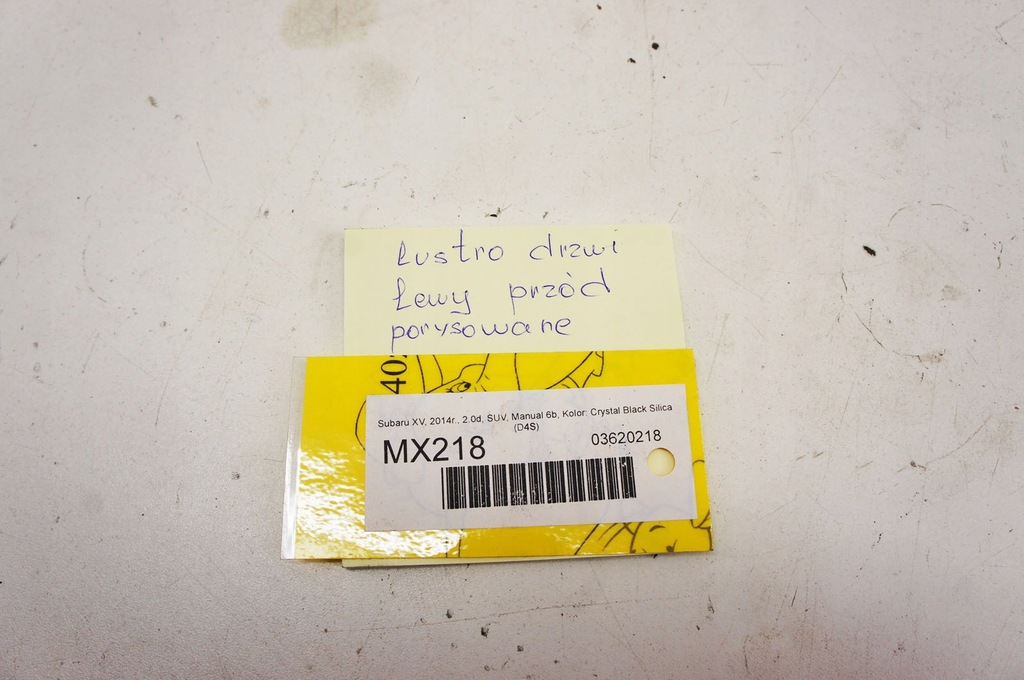 lustro drzwi
lewy przód
porysowane
40
Subaru XV, 2014r., 2.0d, SUV, Manual 6b, Kolor: Crystal Black Silica
(D4S)
MX218
03620218